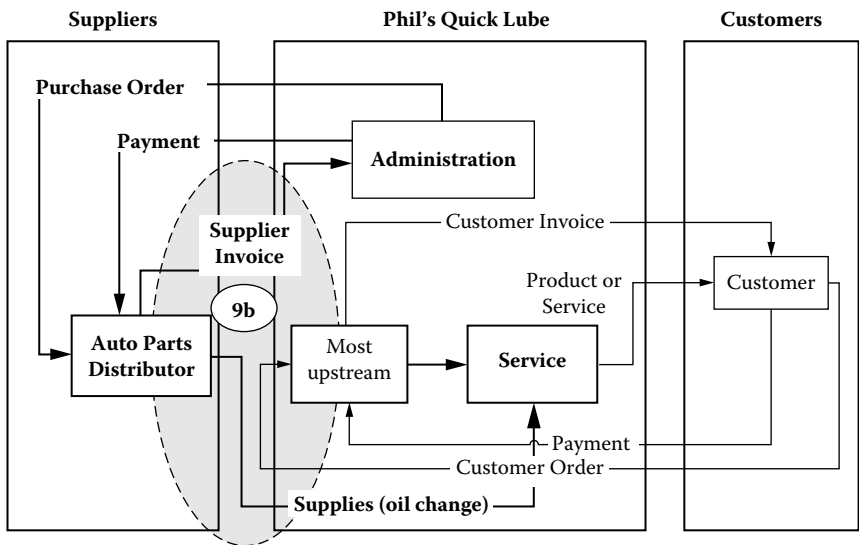 Suppliers
Phil's Quick Lube
Customers
Purchase Order
Payment
Administration
Supplier
Invoice
Customer Invoice
Product or
Service
Customer
9b
Auto Parts
Distributor
Most
upstream
Service
Payment
Customer Order
Supplies (oil change)